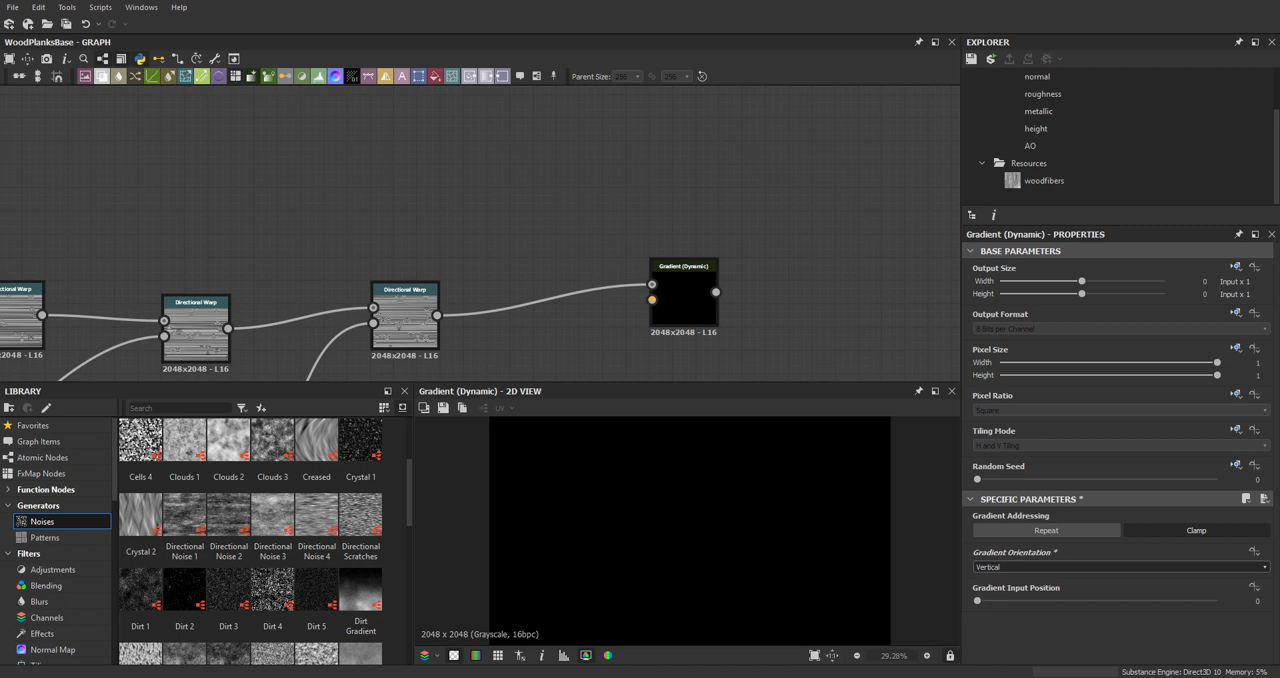 File Edit Tools Scripts Windows Help
WoodPlanksBase - GRAPH
Parent Size: 256 256
Gradient (Dynamic)
2048x2048 - L16
ctional Warp
2048x2048 - L16
Directional Warp
2048x2048 - L16
Directional Warp
2048x2048 - L16
EXPLORER
normal
roughness
metallic
height
AO
Resources
woodfibers
Gradient (Dynamic) - PROPERTIES
BASE PARAMETERS
Output Size
Width 0 Input x 1
Height 0 Input x 1
Output Format
8 Bits per Channel
Pixel Size
Width 1
Height 1
Pixel Ratio
Square
Tiling Mode
H and V Tiling
Random Seed
0
SPECIFIC PARAMETERS *
Gradient Addressing
Repeat Clamp
Gradient Orientation *
Vertical
Gradient Input Position
0
LIBRARY
Search
Favorites
Graph Items
Atomic Nodes
FxMap Nodes
Function Nodes
Generators
Noises
Patterns
Filters
Adjustments
Blending
Blurs
Channels
Effects
Normal Map
Cells 4 Clouds 1 Clouds 2 Clouds 3 Creased Crystal 1
Crystal 2 Directional Noise 1 Directional Noise 2 Directional Noise 3 Directional Noise 4 Directional Scratches
Dirt 1 Dirt 2 Dirt 3 Dirt 4 Dirt 5 Dirt Gradient
Gradient (Dynamic) - 2D VIEW
UV
2048 x 2048 (Grayscale, 16bpc)
29.28%
Substance Engine: Direct3D 10 Memory: 5%